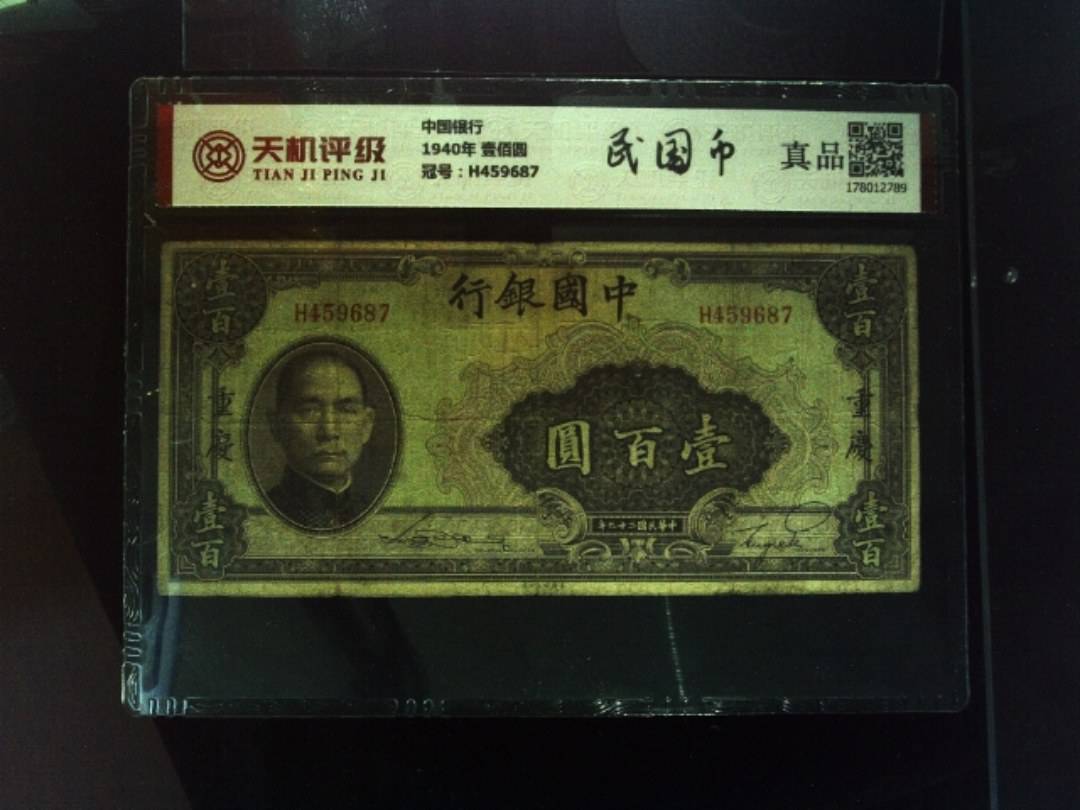 天机评级
TIAN JI PING JI
中国银行
1940年 壹佰圆
冠号：H459687
民国币
真品
178012789
行銀國中
H459687
H459687
壹百
壹百
重慶
重慶
圓百壹
年九十二國民華中
壹百
壹百